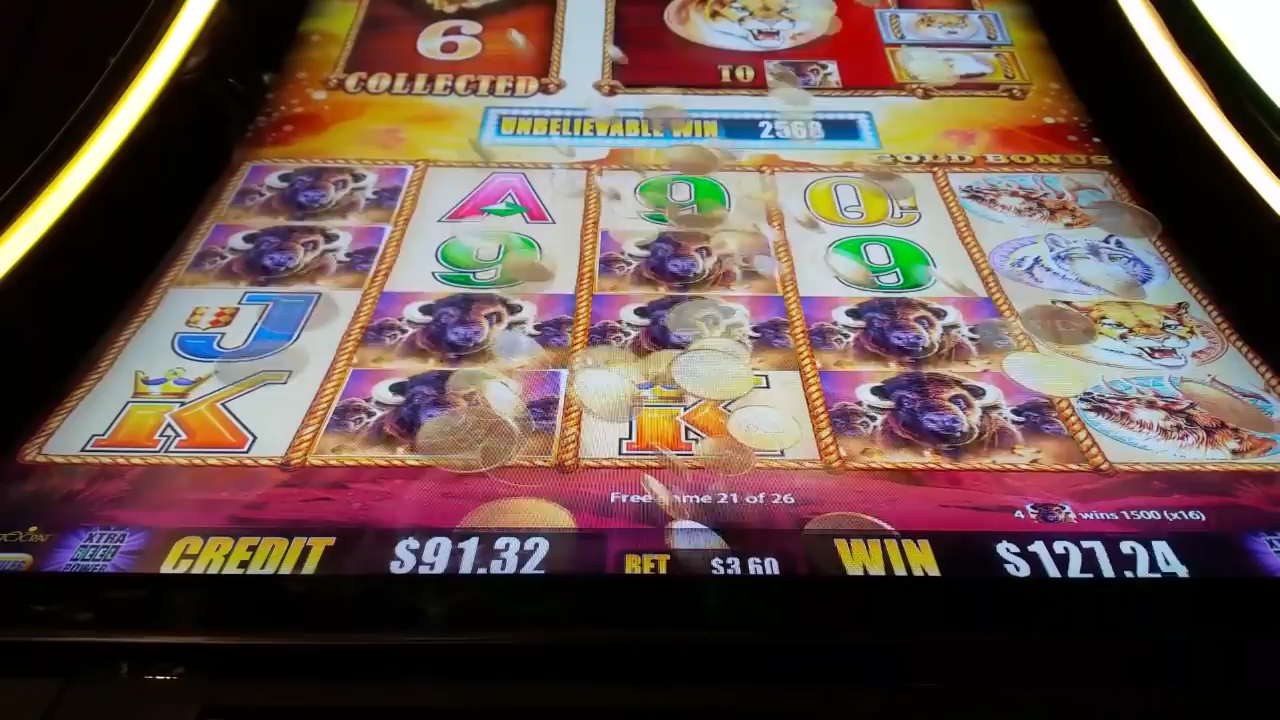 6
COLLECTED
TO
UNBELIEVABLE WIN 2568
GOLD BONUS
A 9 Q
9 9
J
K K
Free game 21 of 26
4 wins 1500 (x16)
XTRA
REEL
POWER
CREDIT $91.32 BET $3.60 WIN $127.24